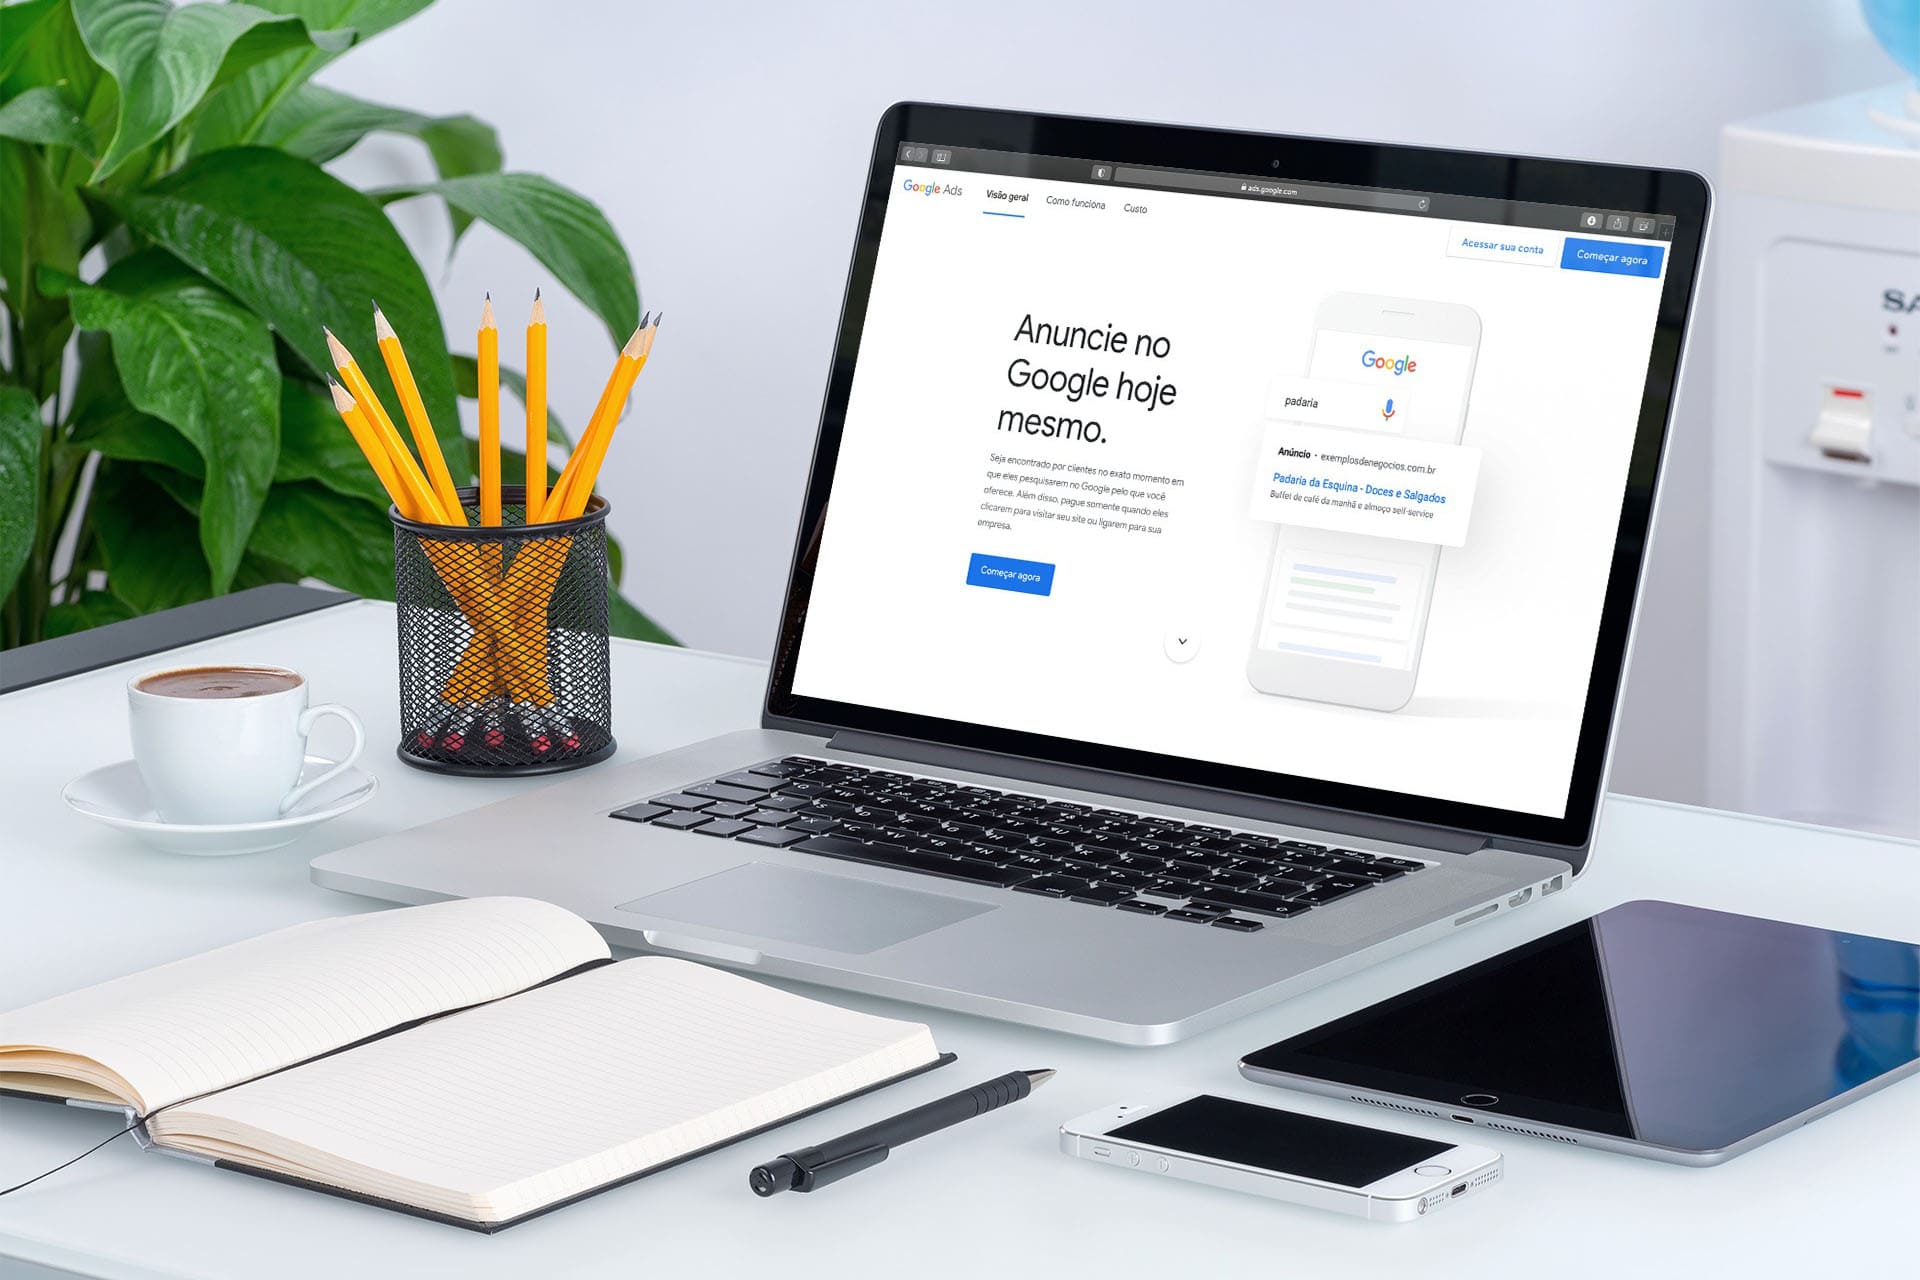 ads.google.com
Google Ads
Visão geral
Como funciona
Custo
Acessar sua conta
Começar agora
Anuncie no
Google hoje
mesmo.
Seja encontrado por clientes no exato momento em
que eles pesquisarem no Google pelo que você
oferece. Além disso, pague somente quando eles
clicarem para visitar seu site ou ligarem para sua
empresa.
Começar agora
Google
padaria
Anúncio · exemplosdenegocios.com.br
Padaria da Esquina - Doces e Salgados
Buffet de café da manhã e almoço self-service